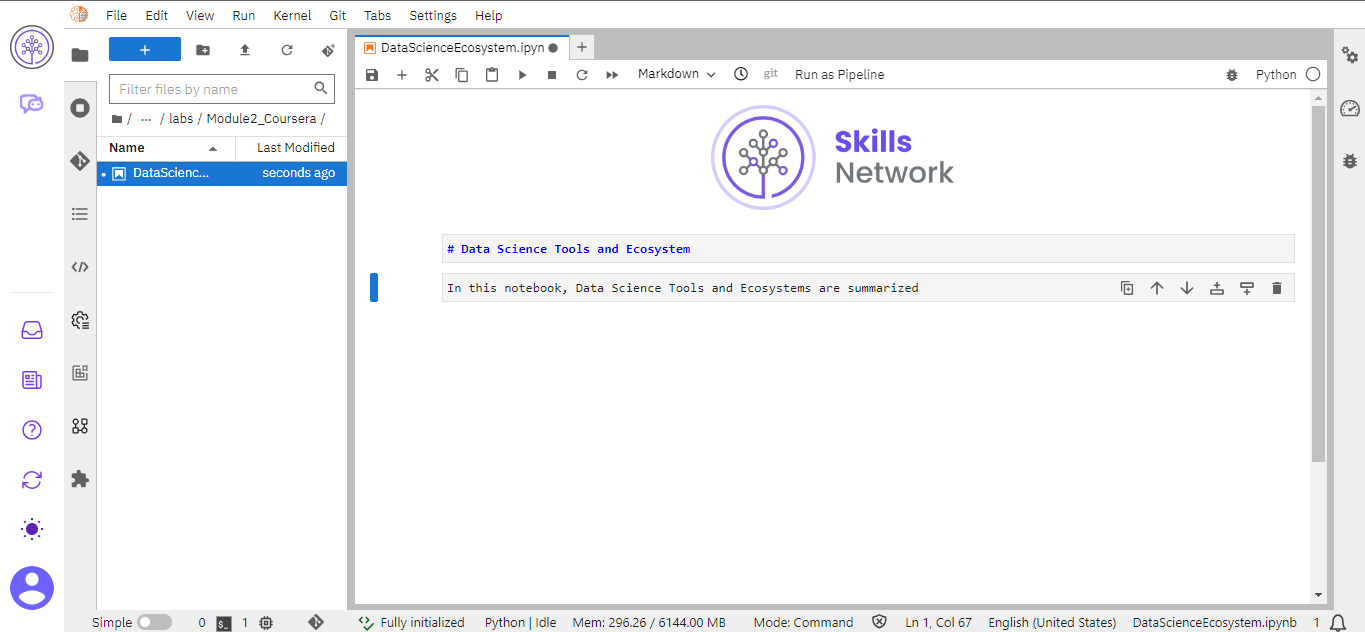 File Edit View Run Kernel Git Tabs Settings Help
+
DataScienceEcosystem.ipyn
+
Markdown
git
Run as Pipeline
Python
Filter files by name
/ ... / labs / Module2_Coursera /
Name
Last Modified
DataScienc...
seconds ago
Skills
Network
# Data Science Tools and Ecosystem
In this notebook, Data Science Tools and Ecosystems are summarized
Simple 0 $_ 1 Fully initialized Python | Idle Mem: 296.26 / 6144.00 MB Mode: Command Ln 1, Col 67 English (United States) DataScienceEcosystem.ipynb 1